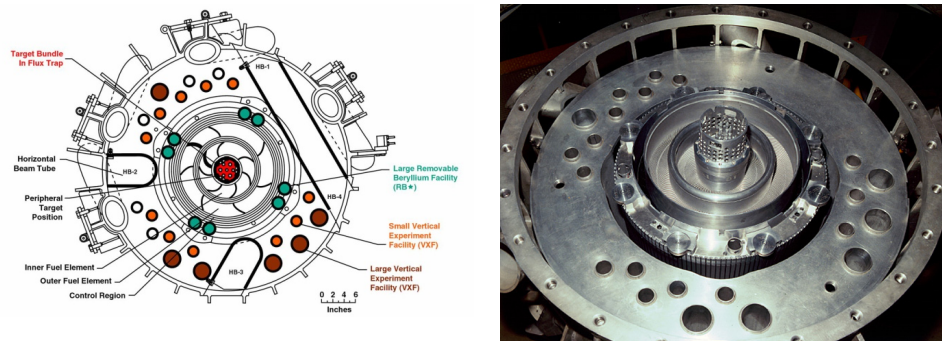 Target Bundle
In Flux Trap
HB-1
Horizontal
Beam Tube
HB-2
Peripheral
Target
Position
Large Removable
Beryllium Facility
(RB★)
HB-4
Small Vertical
Experiment
Facility (VXF)
Inner Fuel Element
Outer Fuel Element
Control Region
HB-3
Large Vertical
Experiment
Facility (VXF)
0 2 4 6
Inches